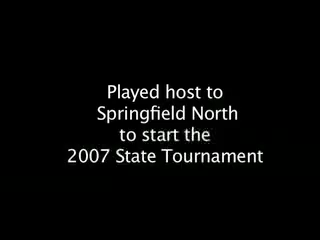 Played host to
Springfield North
to start the
2007 State Tournament